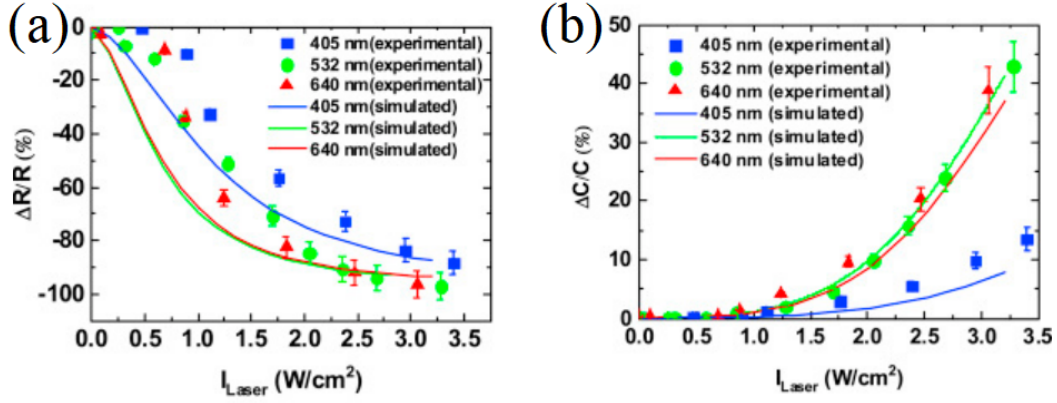 (a)
0
-20
-40
-60
-80
-100
ΔR/R (%)
405 nm(experimental)
532 nm(experimental)
640 nm(experimental)
405 nm(simulated)
532 nm(simulated)
640 nm(simulated)
0.0 0.5 1.0 1.5 2.0 2.5 3.0 3.5
I_Laser (W/cm²)
(b)
50
40
30
20
10
0
ΔC/C (%)
405 nm (experimental)
532 nm (experimental)
640 nm (experimental)
405 nm (simulated)
532 nm (simulated)
640 nm (simulated)
0.0 0.5 1.0 1.5 2.0 2.5 3.0 3.5
I_Laser (W/cm²)